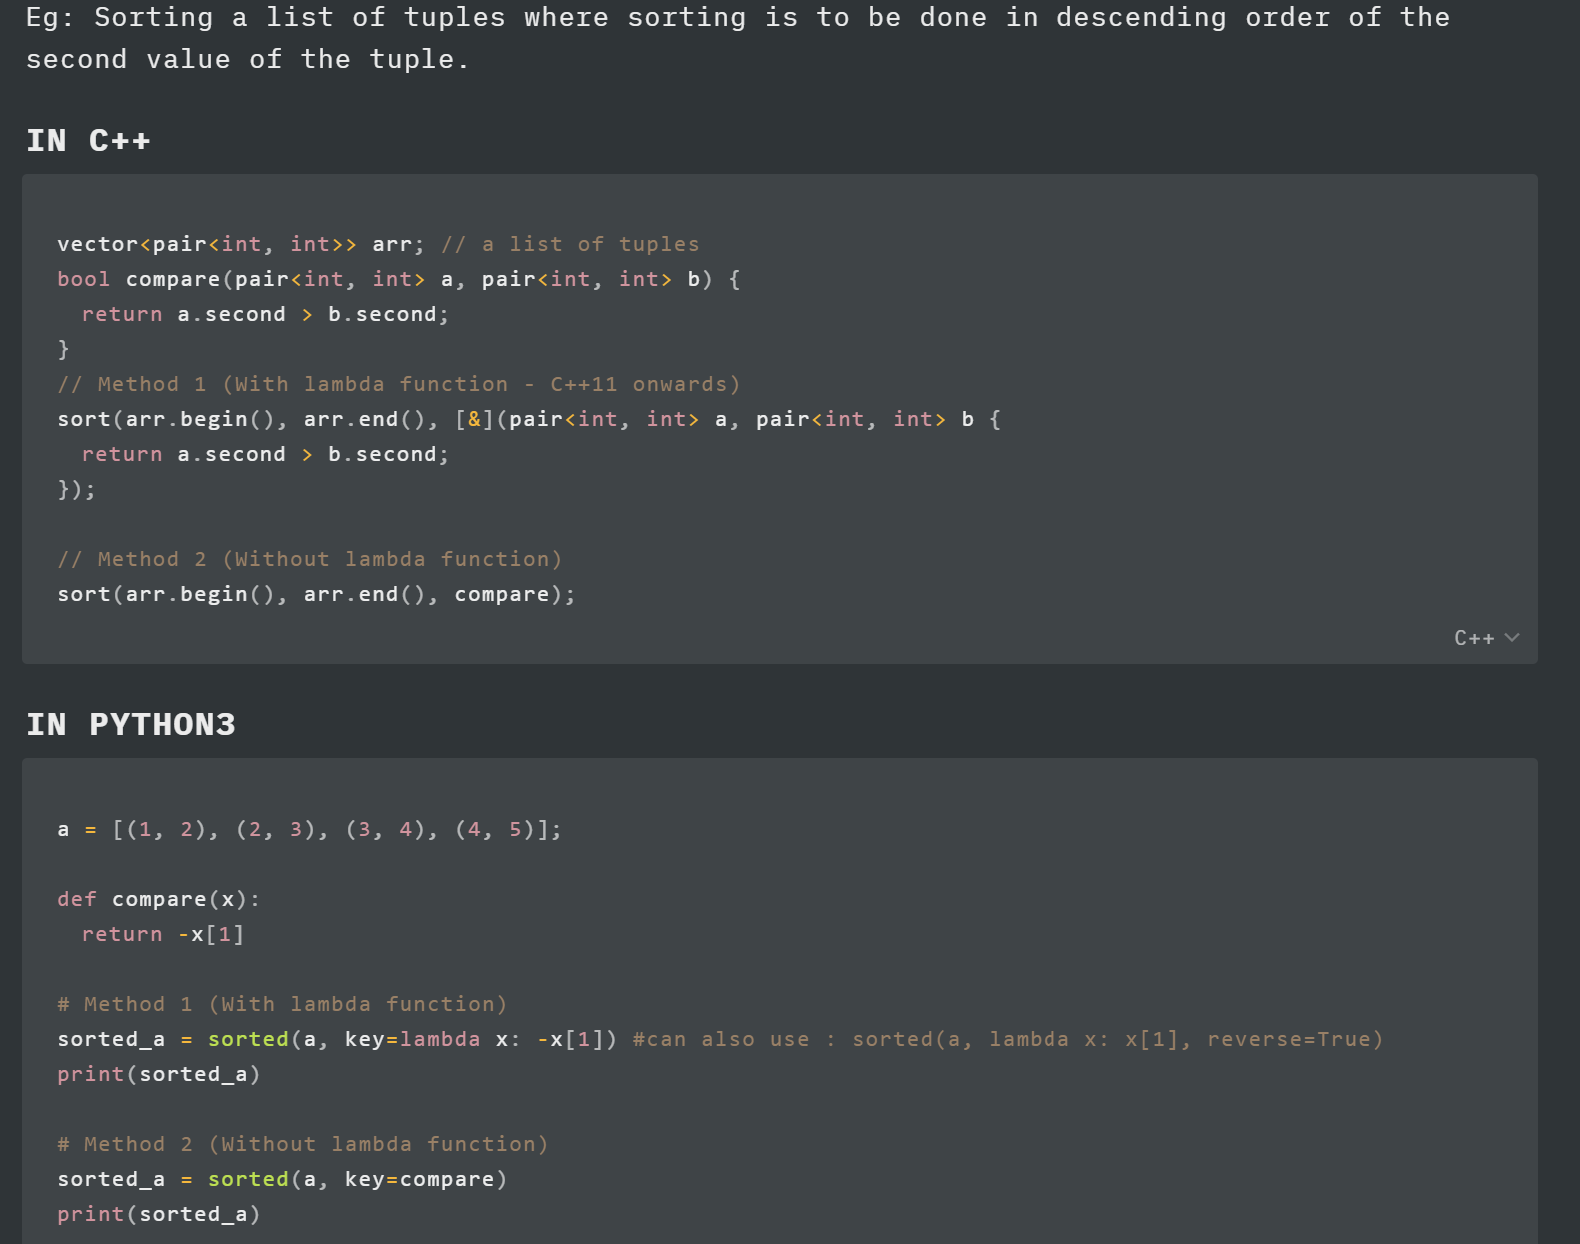 Eg: Sorting a list of tuples where sorting is to be done in descending order of the
second value of the tuple.
IN C++
vector<pair<int, int>> arr; // a list of tuples
bool compare(pair<int, int> a, pair<int, int> b) {
  return a.second > b.second;
}
// Method 1 (With lambda function - C++11 onwards)
sort(arr.begin(), arr.end(), [&](pair<int, int> a, pair<int, int> b {
  return a.second > b.second;
});
// Method 2 (Without lambda function)
sort(arr.begin(), arr.end(), compare);
C++
IN PYTHON3
a = [(1, 2), (2, 3), (3, 4), (4, 5)];
def compare(x):
  return -x[1]
# Method 1 (With lambda function)
sorted_a = sorted(a, key=lambda x: -x[1]) #can also use : sorted(a, lambda x: x[1], reverse=True)
print(sorted_a)
# Method 2 (Without lambda function)
sorted_a = sorted(a, key=compare)
print(sorted_a)